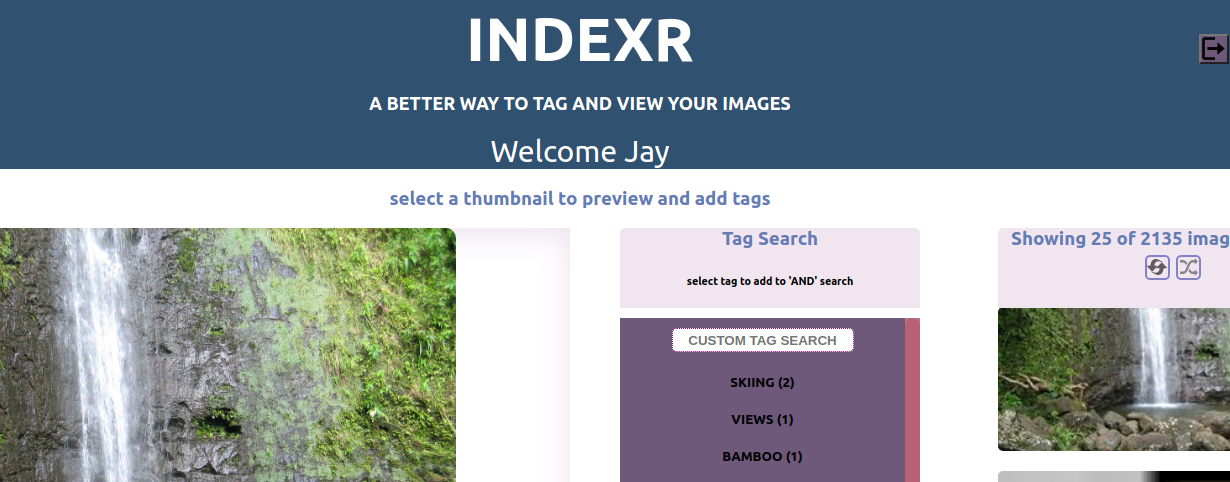 INDEXR
A BETTER WAY TO TAG AND VIEW YOUR IMAGES
Welcome Jay
select a thumbnail to preview and add tags
Tag Search
select tag to add to 'AND' search
CUSTOM TAG SEARCH
SKIING (2)
VIEWS (1)
BAMBOO (1)
Showing 25 of 2135 imag